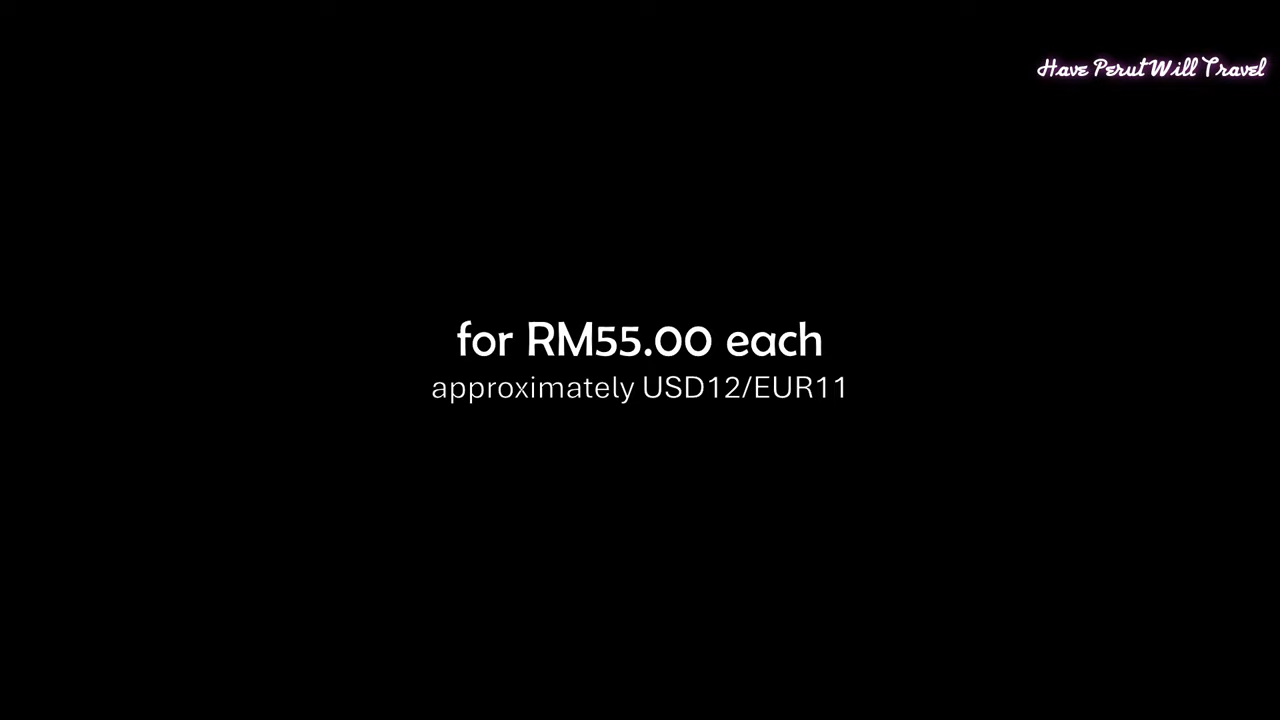 Have Perut Will Travel
for RM55.00 each
approximately USD12/EUR11